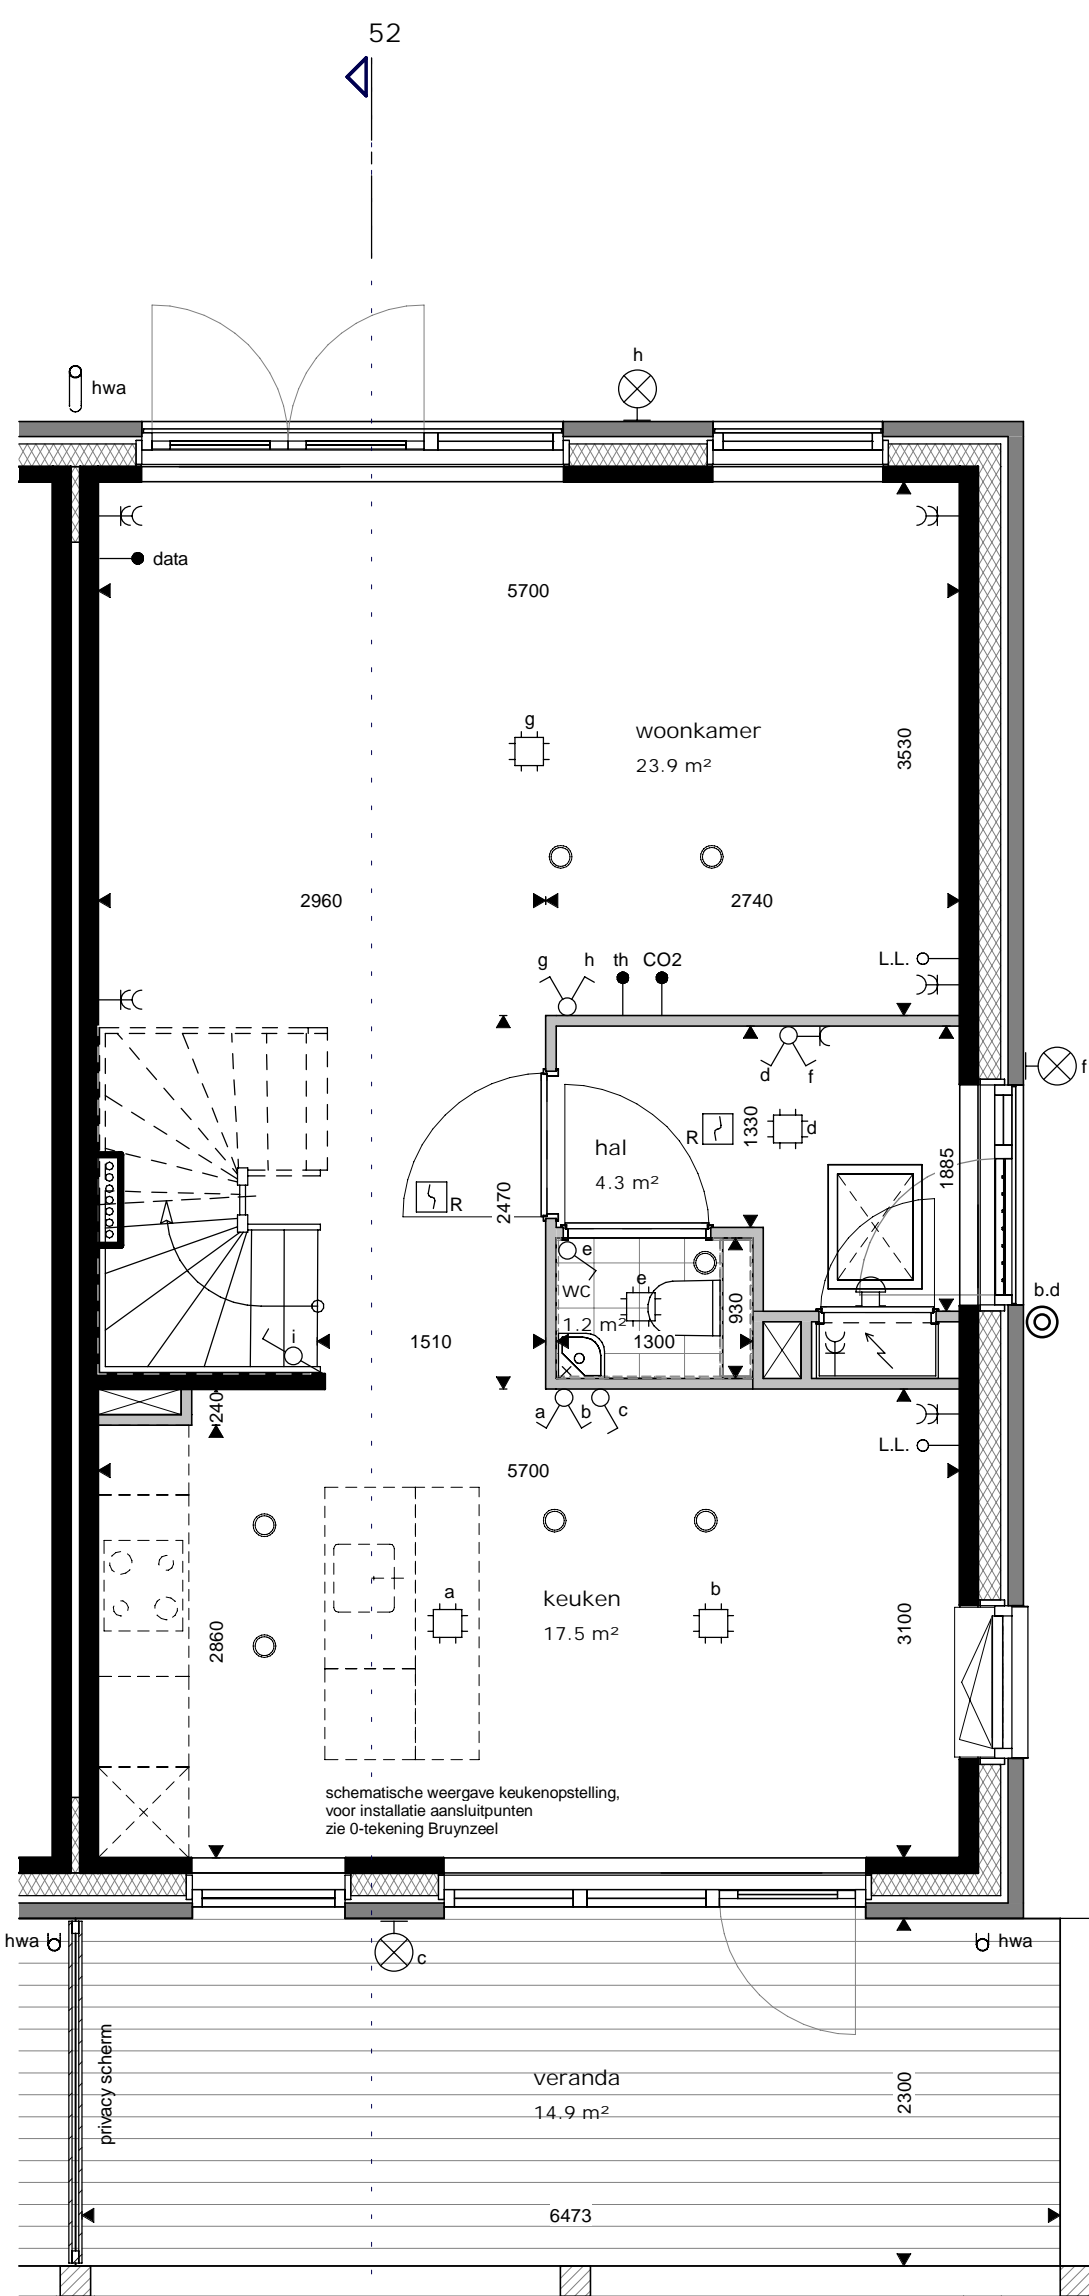 52
h
hwa
data
5700
g
woonkamer
23.9 m²
3530
2960
2740
g h th CO2
L.L.
d f
f
R
1330
d
hal
4.3 m²
1885
R
2470
e
WC
e
1.2 m²
930
b.d
i
1510
1300
240
a b c
L.L.
5700
a
keuken
17.5 m²
b
2860
3100
schematische weergave keukenopstelling,
voor installatie aansluitpunten
zie 0-tekening Bruynzeel
hwa
c
hwa
privacy scherm
veranda
14.9 m²
2300
6473